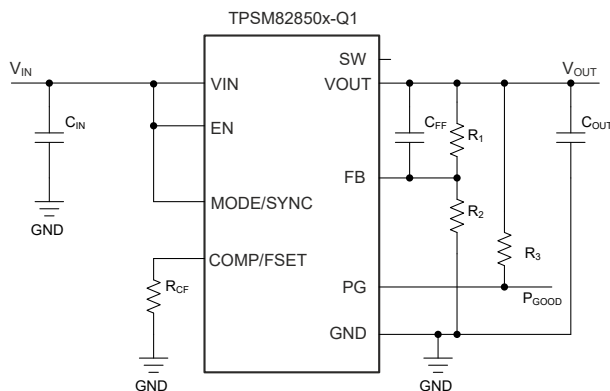 TPSM82850x-Q1
SW
VIN
VIN
VOUT
VOUT
CIN
EN
CFF
R1
COUT
FB
GND
MODE/SYNC
R2
COMP/FSET
R3
RCF
PG
PGOOD
GND
GND
GND